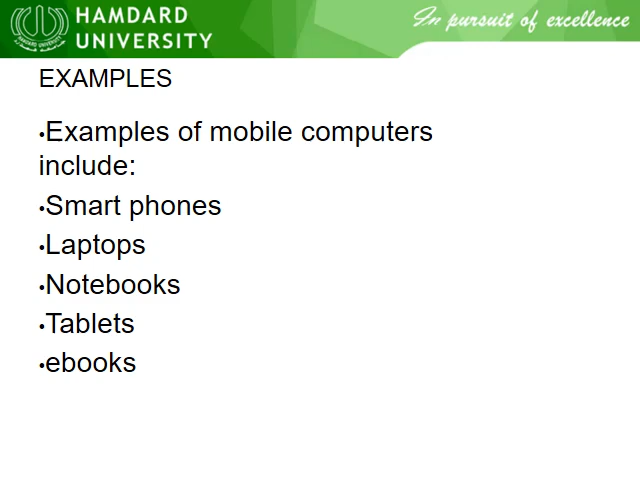 HAMDARD
UNIVERSITY
In pursuit of excellence
EXAMPLES
•Examples of mobile computers
include:
•Smart phones
•Laptops
•Notebooks
•Tablets
•ebooks